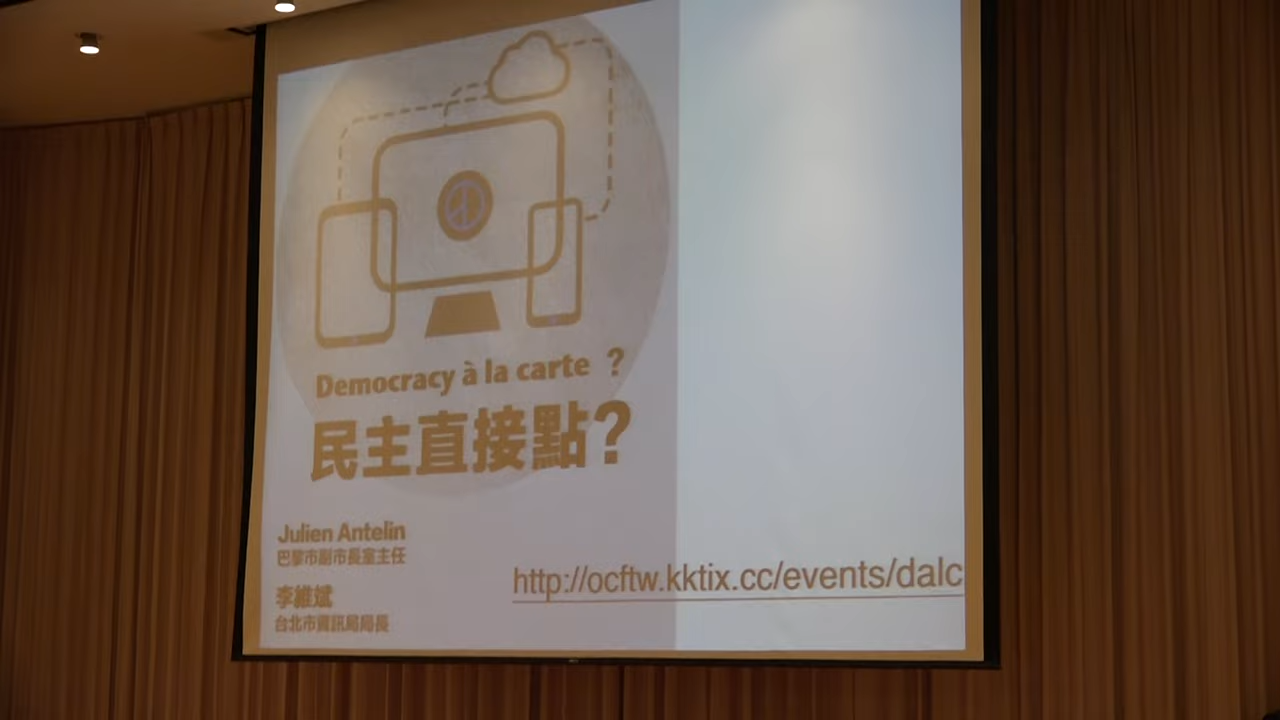 Democracy à la carte ?
民主直接點?
Julien Antelin
巴黎市副市長室主任
李維斌
台北市資訊局局長
http://ocftw.kktix.cc/events/dalc